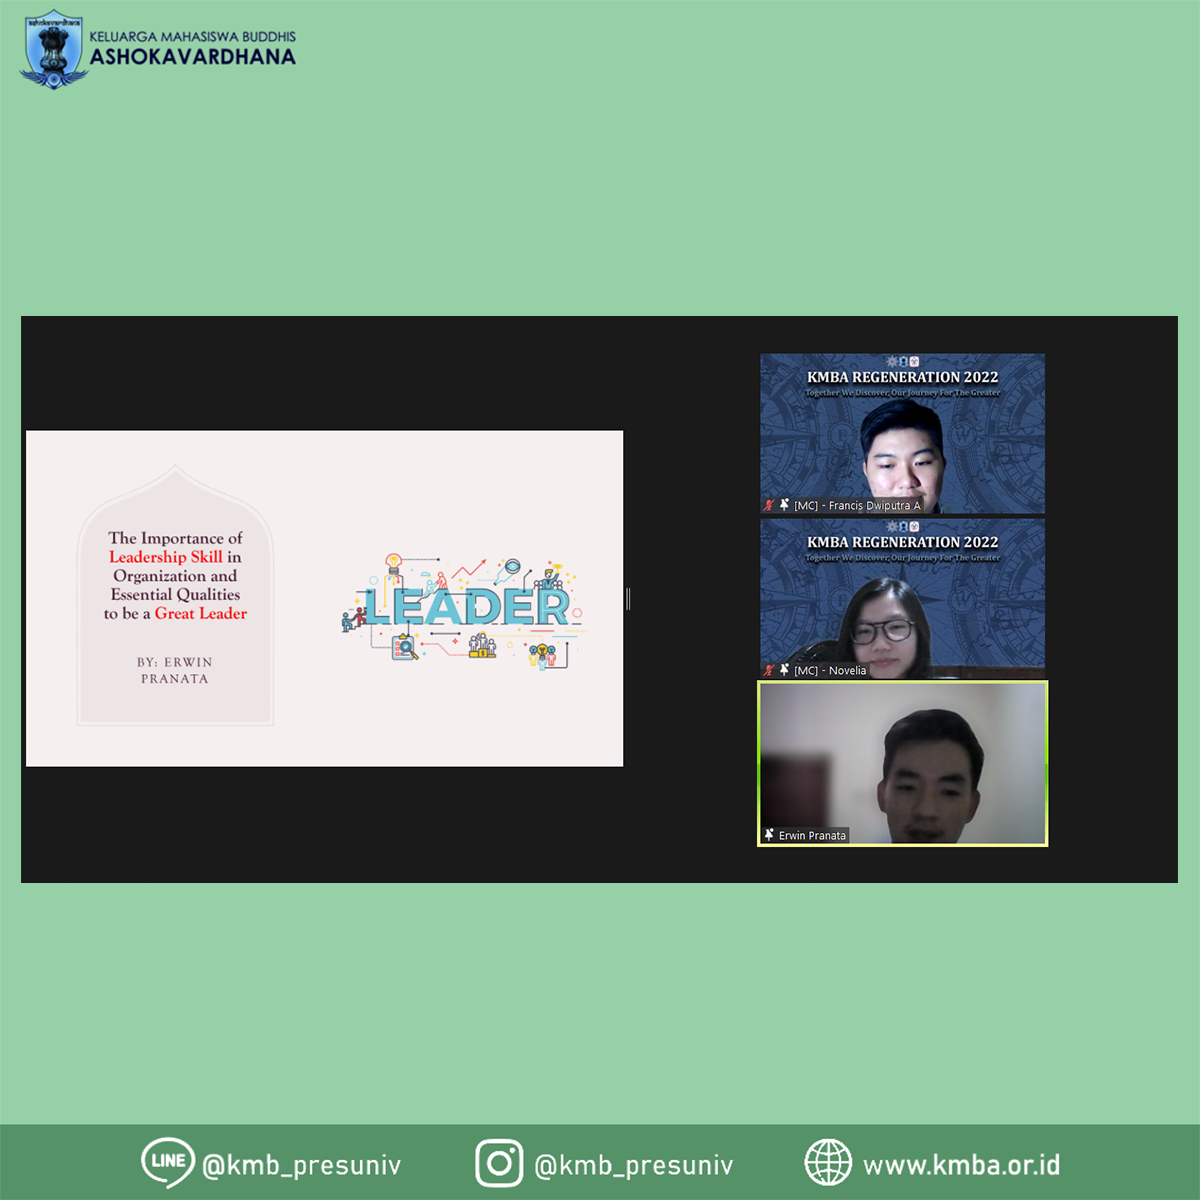 ashokavardhana
KELUARGA MAHASISWA BUDDHIS
ASHOKAVARDHANA
The Importance of
Leadership Skill in
Organization and
Essential Qualities
to be a Great Leader
BY: ERWIN
PRANATA
LEADER
KMBA REGENERATION 2022
Together We Discover, Our Journey For The Greater
[MC] - Francis Dwiputra A
KMBA REGENERATION 2022
Together We Discover, Our Journey For The Greater
[MC] - Novelia
Erwin Pranata
LINE @kmb_presuniv
@kmb_presuniv
www.kmba.or.id